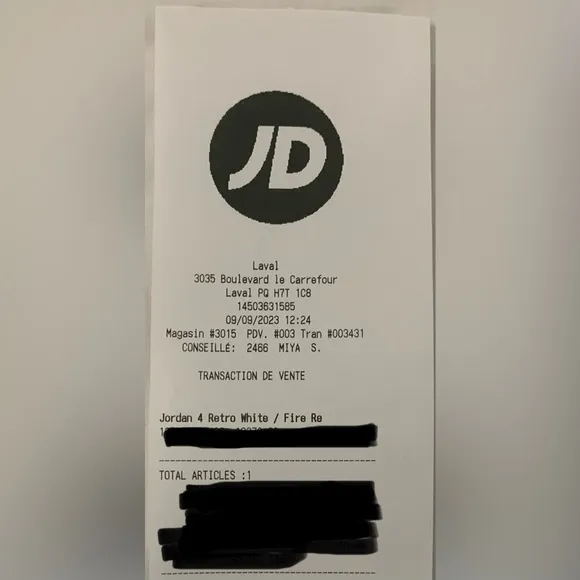 JD
Laval
3035 Boulevard le Carrefour
Laval PQ H7T 1C8
14503631585
09/09/2023 12:24
Magasin #3015 PDV. #003 Tran #003431
CONSEILLÉ: 2466 MIYA S.
TRANSACTION DE VENTE
Jordan 4 Retro White / Fire Re
TOTAL ARTICLES :1